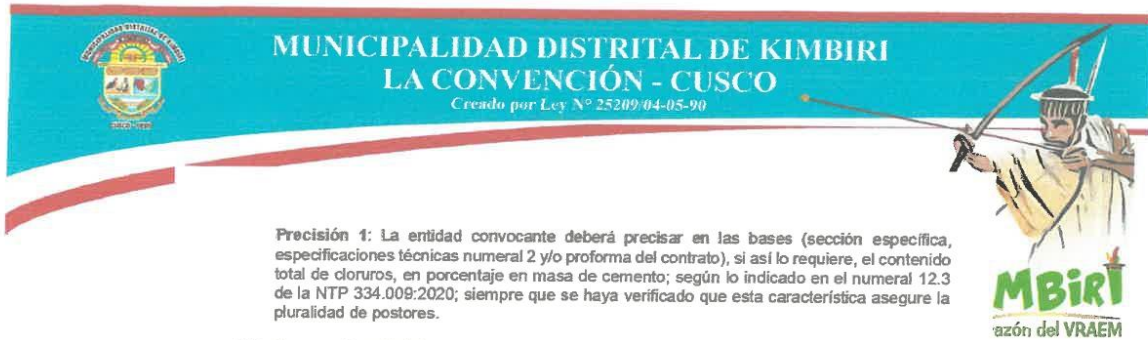 MUNICIPALIDAD DISTRITAL DE KIMBIRI
LA CONVENCIÓN - CUSCO
Creado por Ley N° 25209/04-05-90
Precisión 1: La entidad convocante deberá precisar en las bases (sección específica,
especificaciones técnicas numeral 2 y/o proforma del contrato), si así lo requiere, el contenido
total de cloruros, en porcentaje en masa de cemento; según lo indicado en el numeral 12.3
de la NTP 334.009:2020; siempre que se haya verificado que esta característica asegure la
pluralidad de postores.
MBiRI
azón del VRAEM